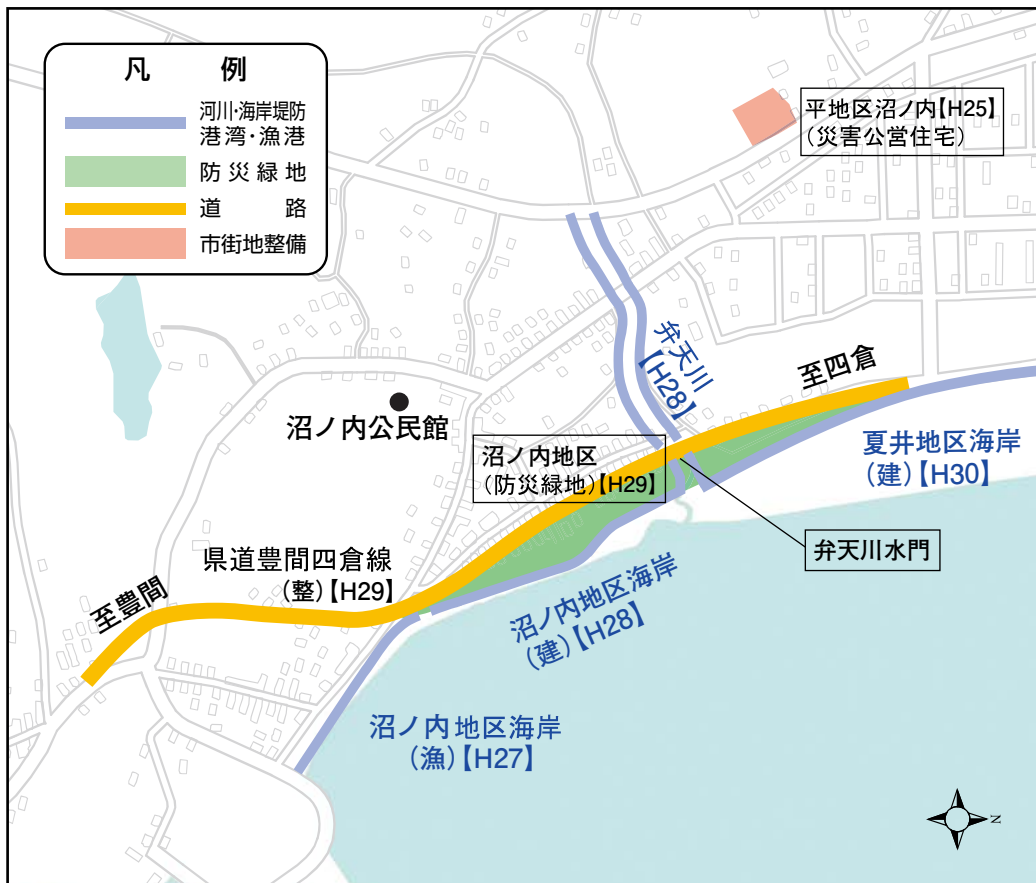 凡 例
河川・海岸堤防
港湾・漁港
防災緑地
道 路
市街地整備
平地区沼ノ内【H25】
(災害公営住宅)
弁天川
【H28】
至四倉
沼ノ内公民館
沼ノ内地区
(防災緑地)【H29】
夏井地区海岸
(建)【H30】
弁天川水門
県道豊間四倉線
(整)【H29】
至豊間
沼ノ内地区海岸
(建)【H28】
沼ノ内地区海岸
(漁)【H27】
N